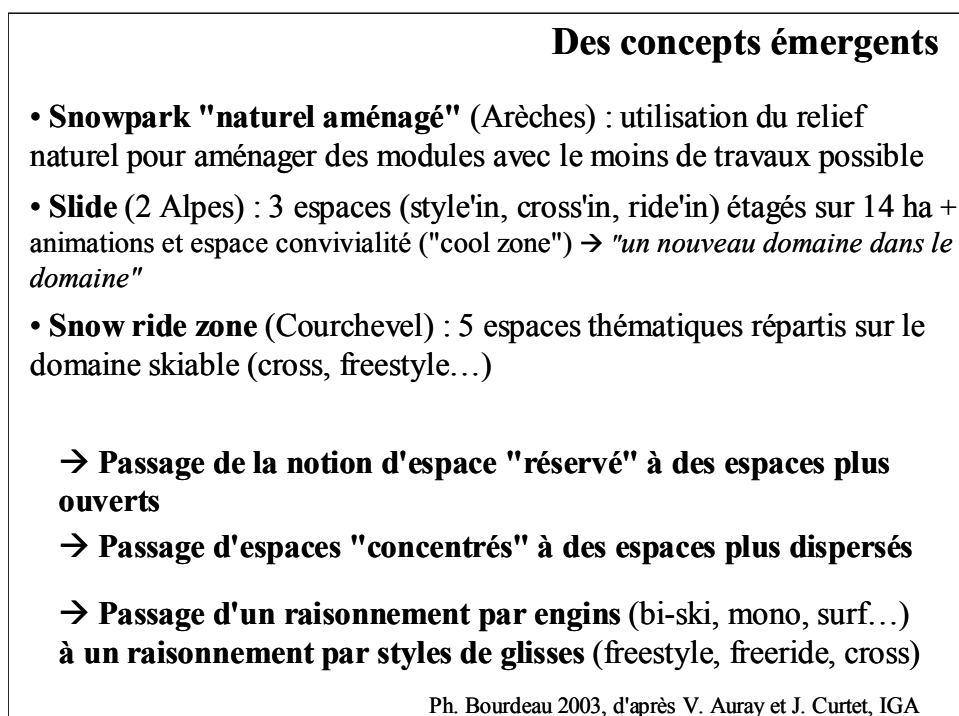 Des concepts émergents
• Snowpark "naturel aménagé" (Arèches) : utilisation du relief
naturel pour aménager des modules avec le moins de travaux possible
• Slide (2 Alpes) : 3 espaces (style'in, cross'in, ride'in) étagés sur 14 ha +
animations et espace convivialité ("cool zone") → "un nouveau domaine dans le
domaine"
• Snow ride zone (Courchevel) : 5 espaces thématiques répartis sur le
domaine skiable (cross, freestyle…)
→ Passage de la notion d'espace "réservé" à des espaces plus
ouverts
→ Passage d'espaces "concentrés" à des espaces plus dispersés
→ Passage d'un raisonnement par engins (bi-ski, mono, surf…)
à un raisonnement par styles de glisses (freestyle, freeride, cross)
Ph. Bourdeau 2003, d'après V. Auray et J. Curtet, IGA